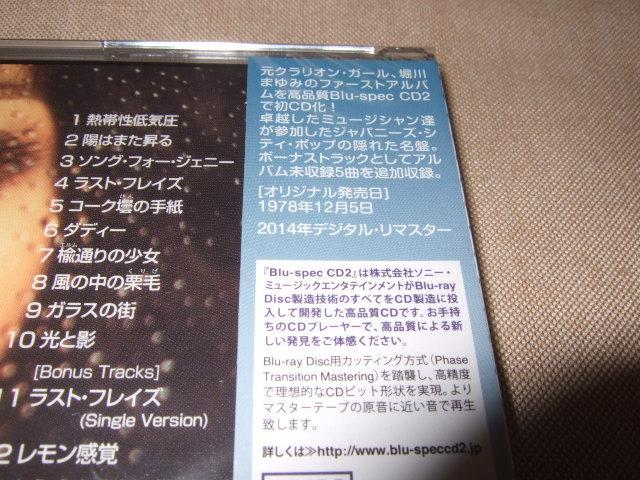 1 熱帯性低気圧
2 陽はまた昇る
3 ソング・フォー・ジェニー
4 ラスト・フレイズ
5 コーク壜の手紙
6 ダディー
7 楡通りの少女
エルム
8 風の中の栗毛
くりげ
9 ガラスの街
10 光と影
[Bonus Tracks]
11 ラスト・フレイズ
(Single Version)
2 レモン感覚
元クラリオン・ガール、堀川
まゆみのファーストアルバ
ムを高品質Blu-spec CD2
で初CD化!
卓越したミュージシャン達
が参加したジャパニーズ・シ
ティ・ポップの隠れた名盤。
ボーナストラックとしてアル
バム未収録5曲を追加収録。
[オリジナル発売日]
1978年12月5日
2014年デジタル・リマスター
『Blu-spec CD2』は株式会社ソニー・
ミュージックエンタテインメントがBlu-ray
Disc製造技術のすべてをCD製造に投
入して開発した高品質CDです。お手持
ちのCDプレーヤーで、高品質による新
しい発見をご体感ください。
Blu-ray Disc用カッティング方式(Phase
Transition Mastering)を踏襲し、高精度
で理想的なCDピット形状を実現。より
マスターテープの原音に近い音で再生
致します。
詳しくは≫http://www.blu-speccd2.jp